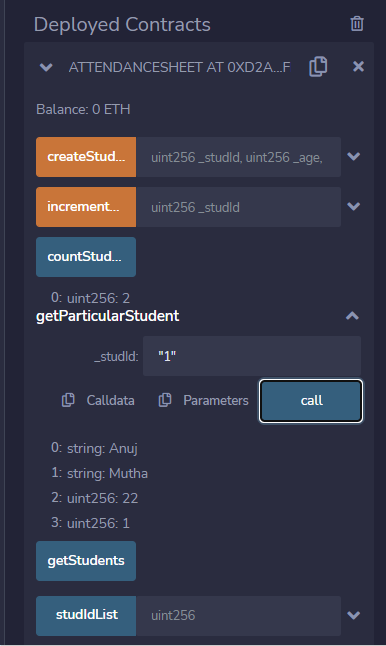 Deployed Contracts
ATTENDANCESHEET AT 0XD2A...F
Balance: 0 ETH
createStud... uint256 _studId, uint256 _age,
increment... uint256 _studId
countStud...
0: uint256: 2
getParticularStudent
_studId: "1"
Calldata Parameters call
0: string: Anuj
1: string: Mutha
2: uint256: 22
3: uint256: 1
getStudents
studIdList uint256